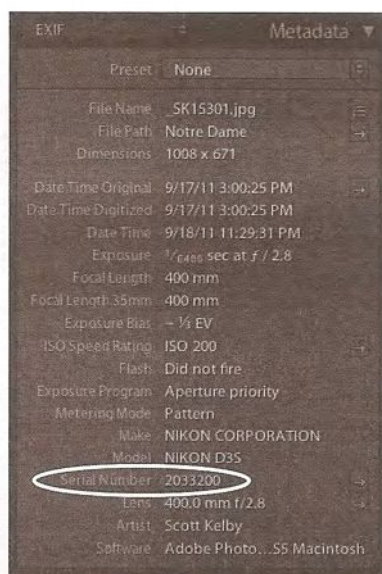 EXIF Metadata
Preset None
File Name _SK15301.jpg
File Path Notre Dame
Dimensions 1008 x 671
Date Time Original 9/17/11 3:00:25 PM
Date Time Digitized 9/17/11 3:00:25 PM
Date Time 9/18/11 11:29:31 PM
Exposure sec at ƒ / 2.8
Focal Length 400 mm
Focal Length 35mm 400 mm
Exposure Bias – ⅓ EV
ISO Speed Rating ISO 200
Flash Did not fire
Exposure Program Aperture priority
Metering Mode Pattern
Make NIKON CORPORATION
Model NIKON D3S
Serial Number 2033200
Lens 400.0 mm f/2.8
Artist Scott Kelby
Software Adobe Photo...S5 Macintosh